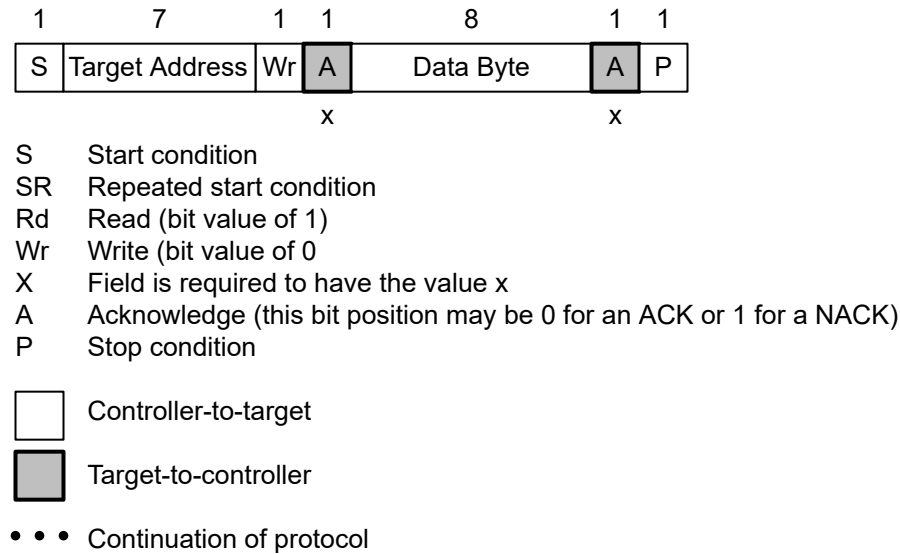 1 7 1 1 8 1 1
S Target Address Wr A Data Byte A P
x x
S Start condition
SR Repeated start condition
Rd Read (bit value of 1)
Wr Write (bit value of 0
X Field is required to have the value x
A Acknowledge (this bit position may be 0 for an ACK or 1 for a NACK)
P Stop condition
Controller-to-target
Target-to-controller
• • • Continuation of protocol